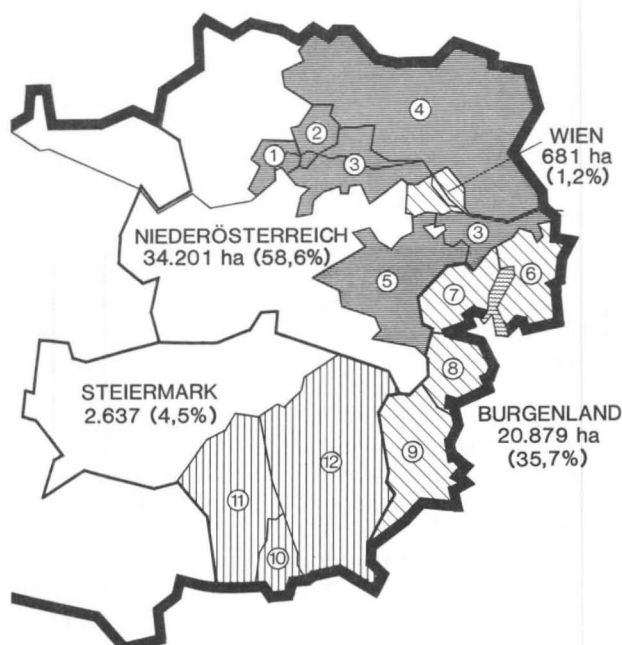 ④
②
WIEN
681 ha
(1,2%)
①
③
NIEDERÖSTERREICH
34.201 ha (58,6%)
③
⑤
⑥
⑦
STEIERMARK
2.637 (4,5%)
⑧
BURGENLAND
20.879 ha
(35,7%)
⑨
⑫
⑪
⑩